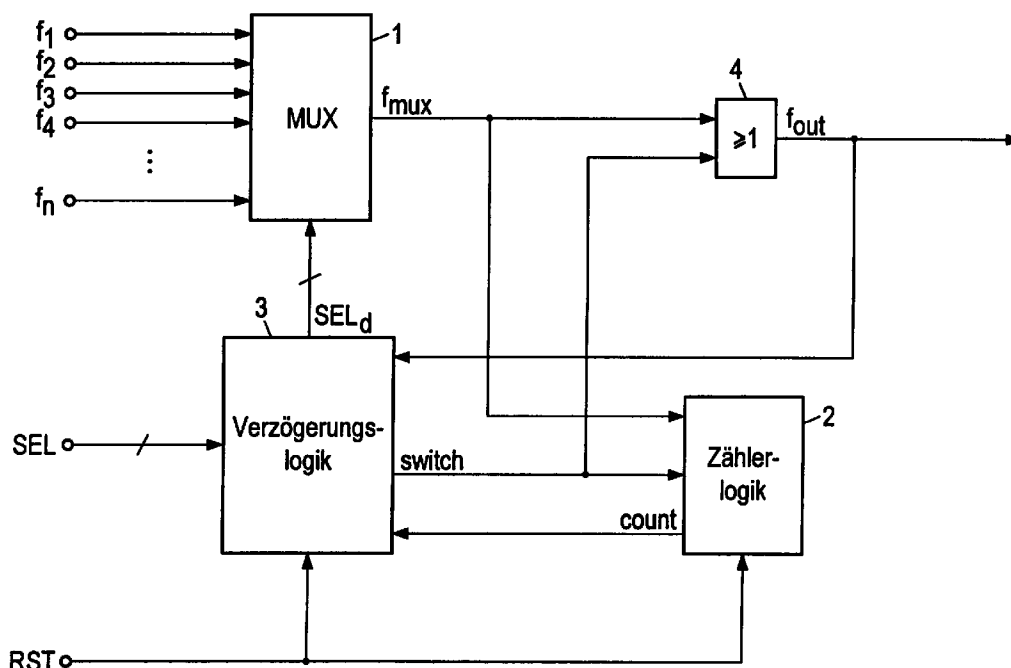 f1
f2
f3
f4
⋮
fn
1
MUX
fmux
4
≥1
fout
SELd
3
SEL
Verzögerungs-
logik
switch
count
2
Zähler-
logik
RST